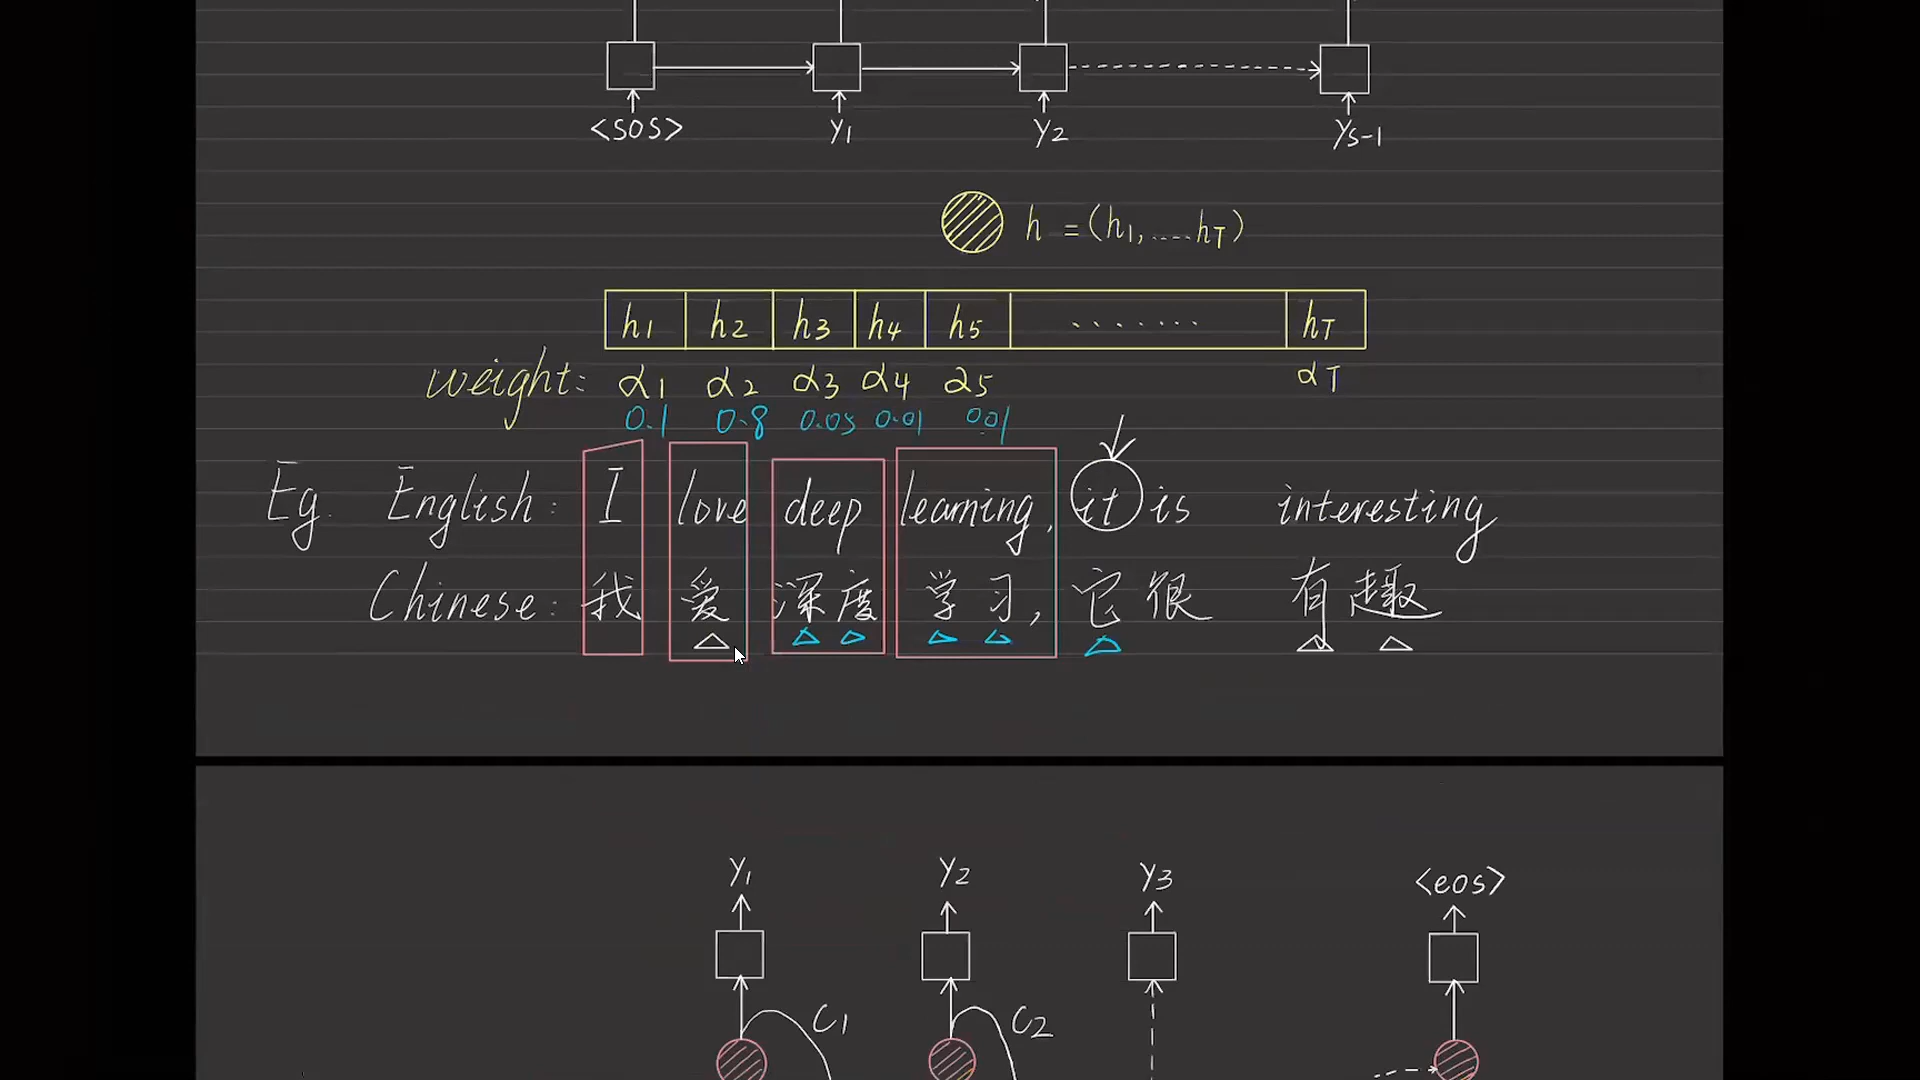 <sos> y1 y2 ys-1
h = (h1, .... hT)
h1 h2 h3 h4 h5 ....... hT
weight: α1 α2 α3 α4 α5 αT
0.1 0.8 0.05 0.01 0.01
Eg. English: I love deep learning, it is interesting
Chinese: 我 爱 深度 学习, 它很 有趣
y1 y2 y3 <eos>
C1 C2